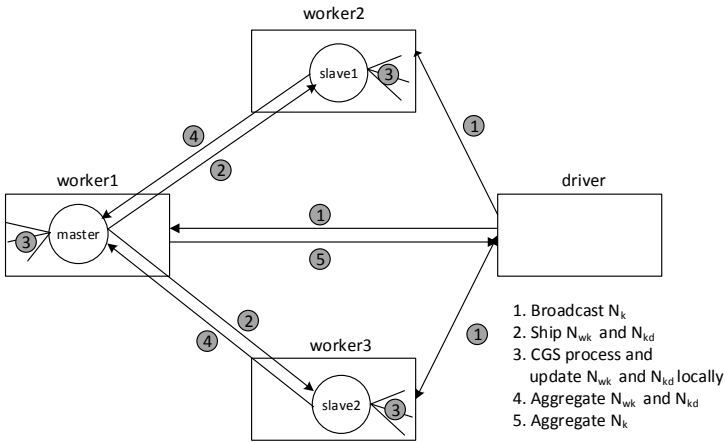 worker2
slave1
3
1
4
2
worker1
driver
master
3
1
5
2
4
1
worker3
slave2
3
1. Broadcast Nk
2. Ship Nwk and Nkd
3. CGS process and
update Nwk and Nkd locally
4. Aggregate Nwk and Nkd
5. Aggregate Nk